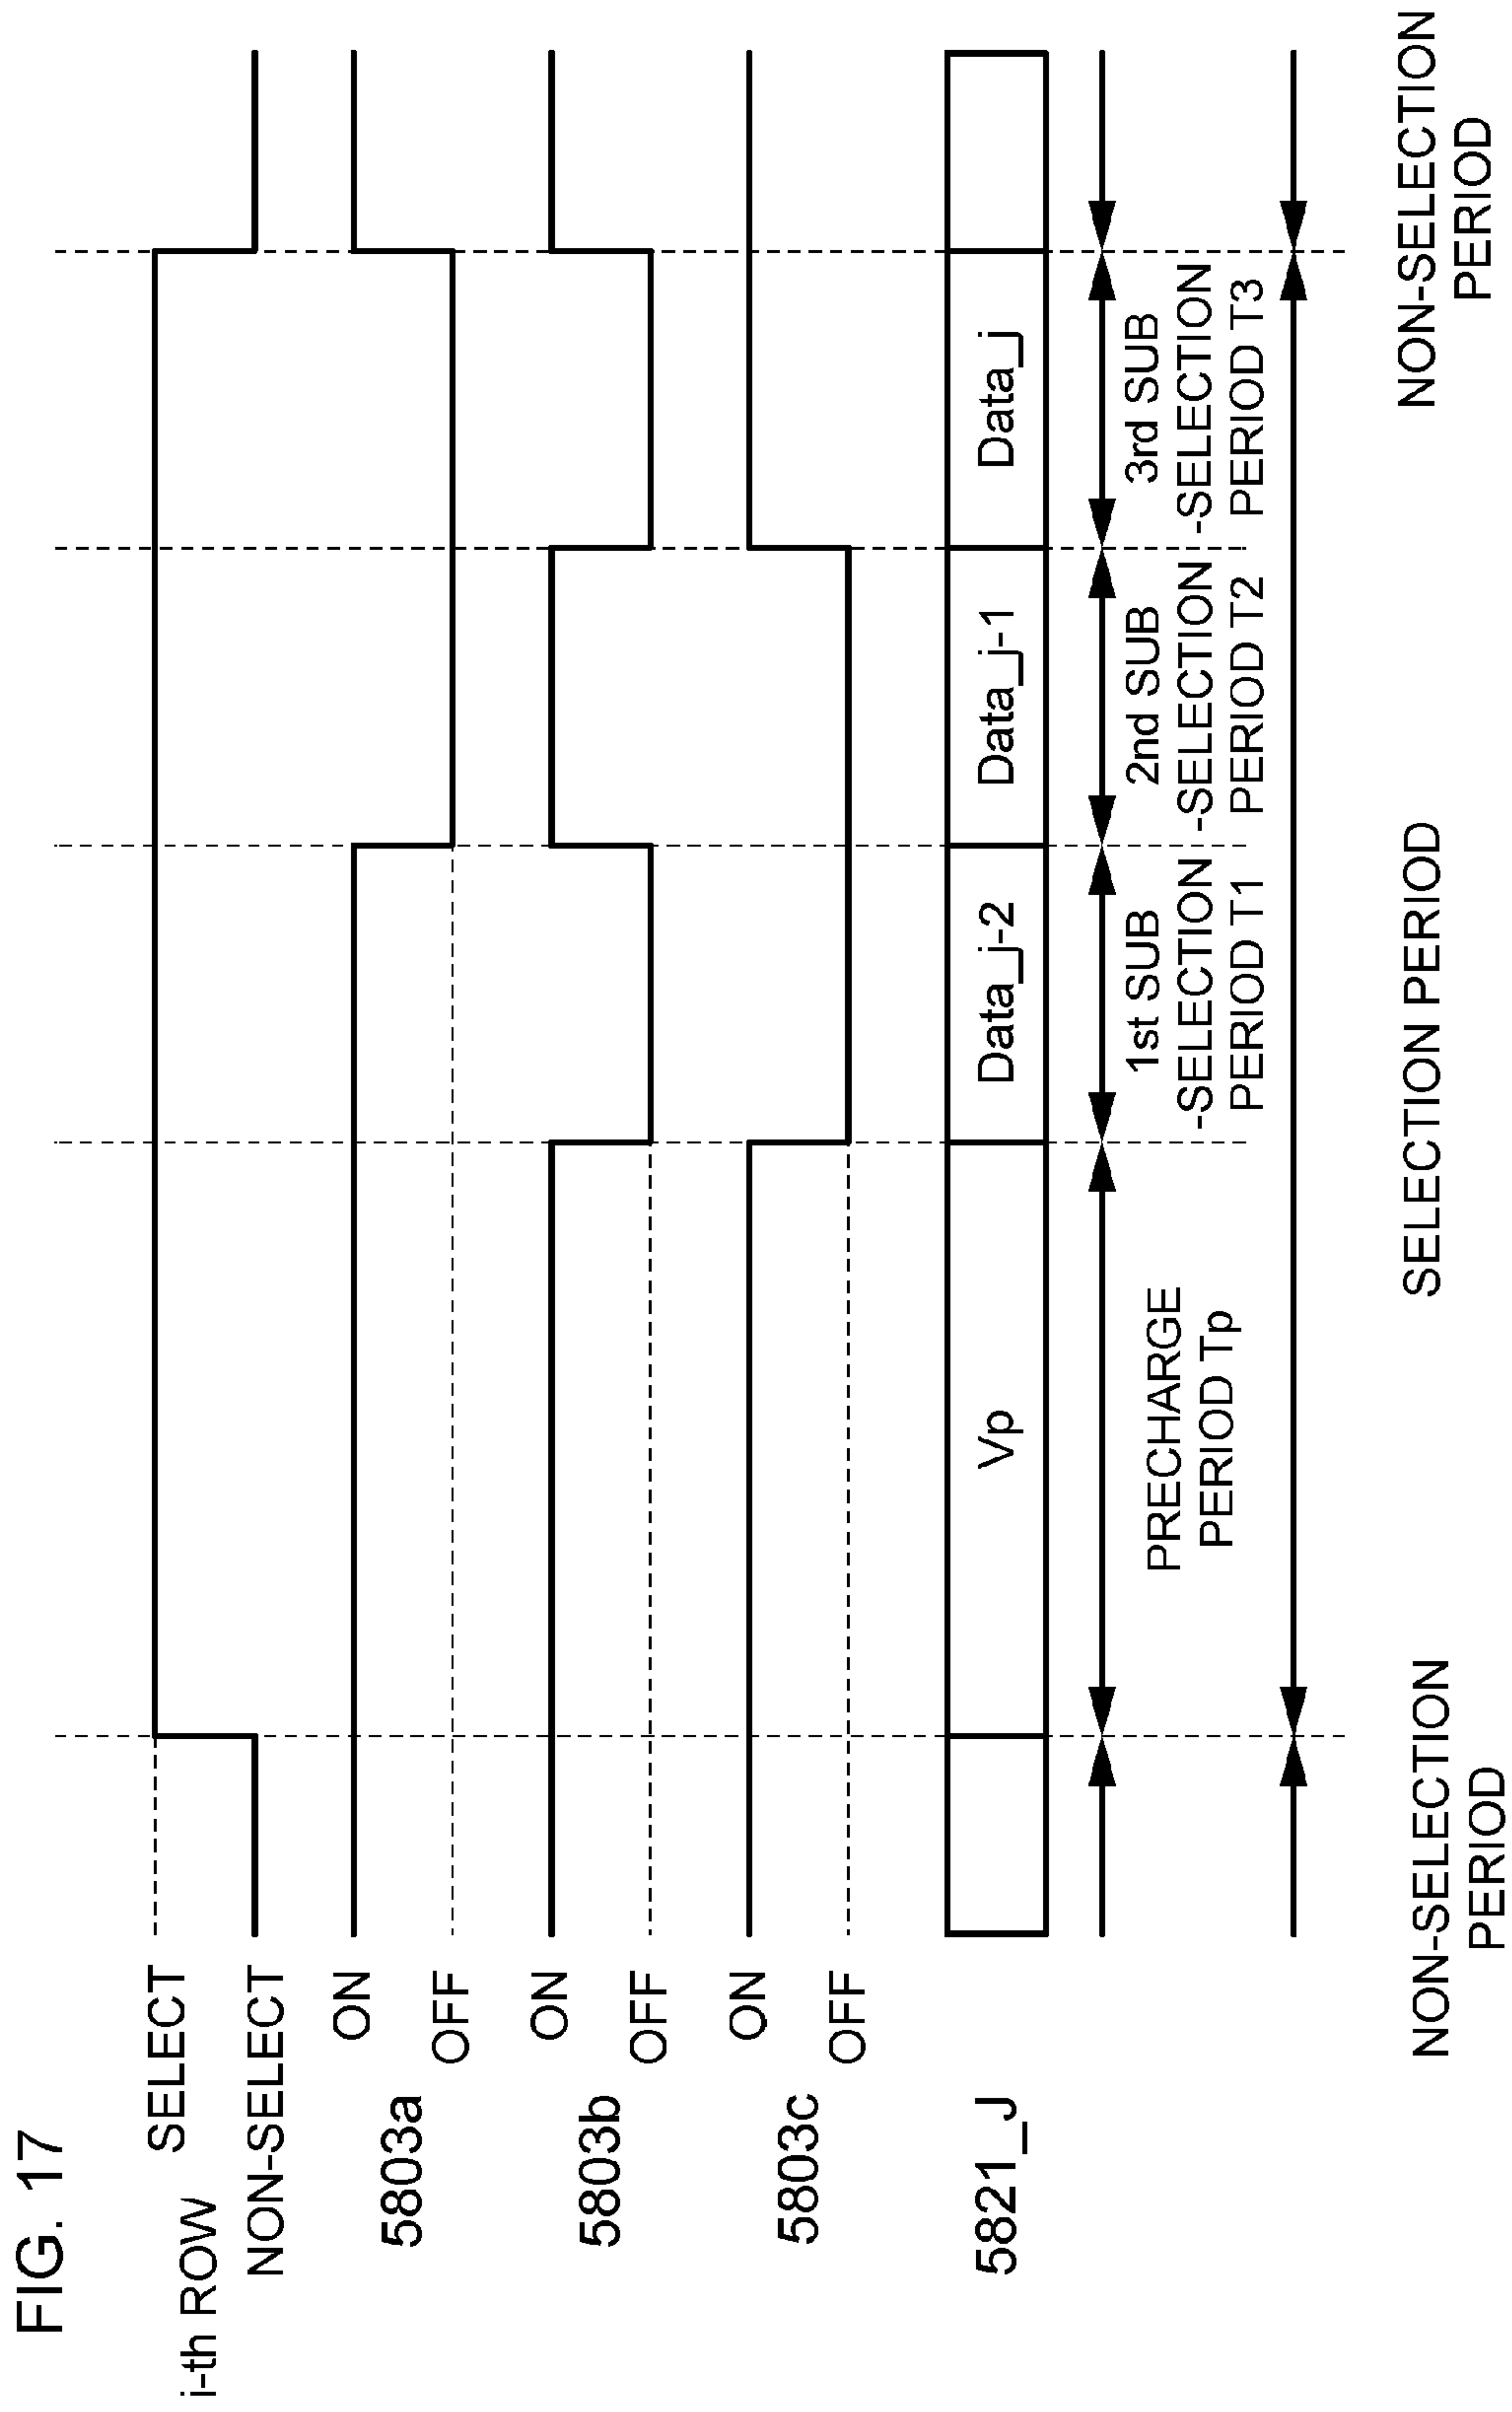 FIG. 17
i-th ROW
SELECT
NON-SELECT
5803a
ON
OFF
5803b
ON
OFF
5803c
ON
OFF
5821_J
Vp
Data_j-2
Data_j-1
Data_j
PRECHARGE
PERIOD Tp
1st SUB
-SELECTION
PERIOD T1
2nd SUB
-SELECTION
PERIOD T2
3rd SUB
-SELECTION
PERIOD T3
NON-SELECTION
PERIOD
SELECTION PERIOD
NON-SELECTION
PERIOD